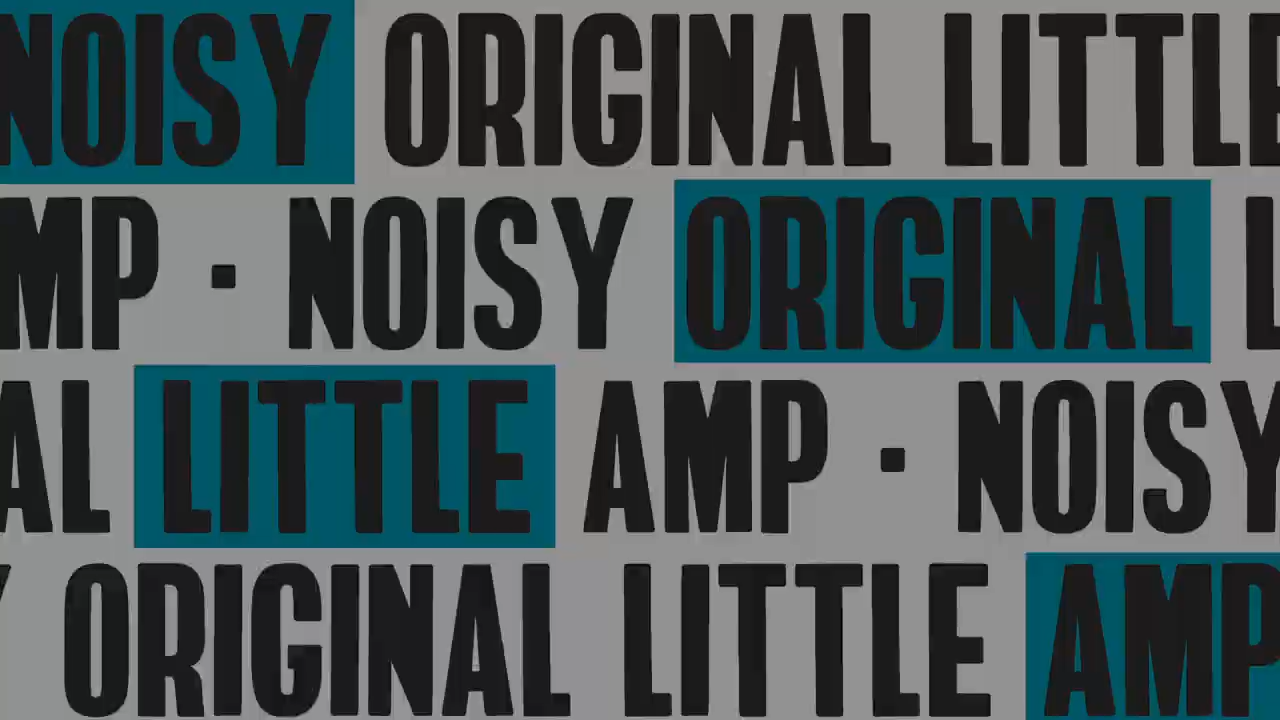 NOISY ORIGINAL LITTLE
MP · NOISY ORIGINAL L
AL LITTLE AMP · NOISY
Y ORIGINAL LITTLE AMP